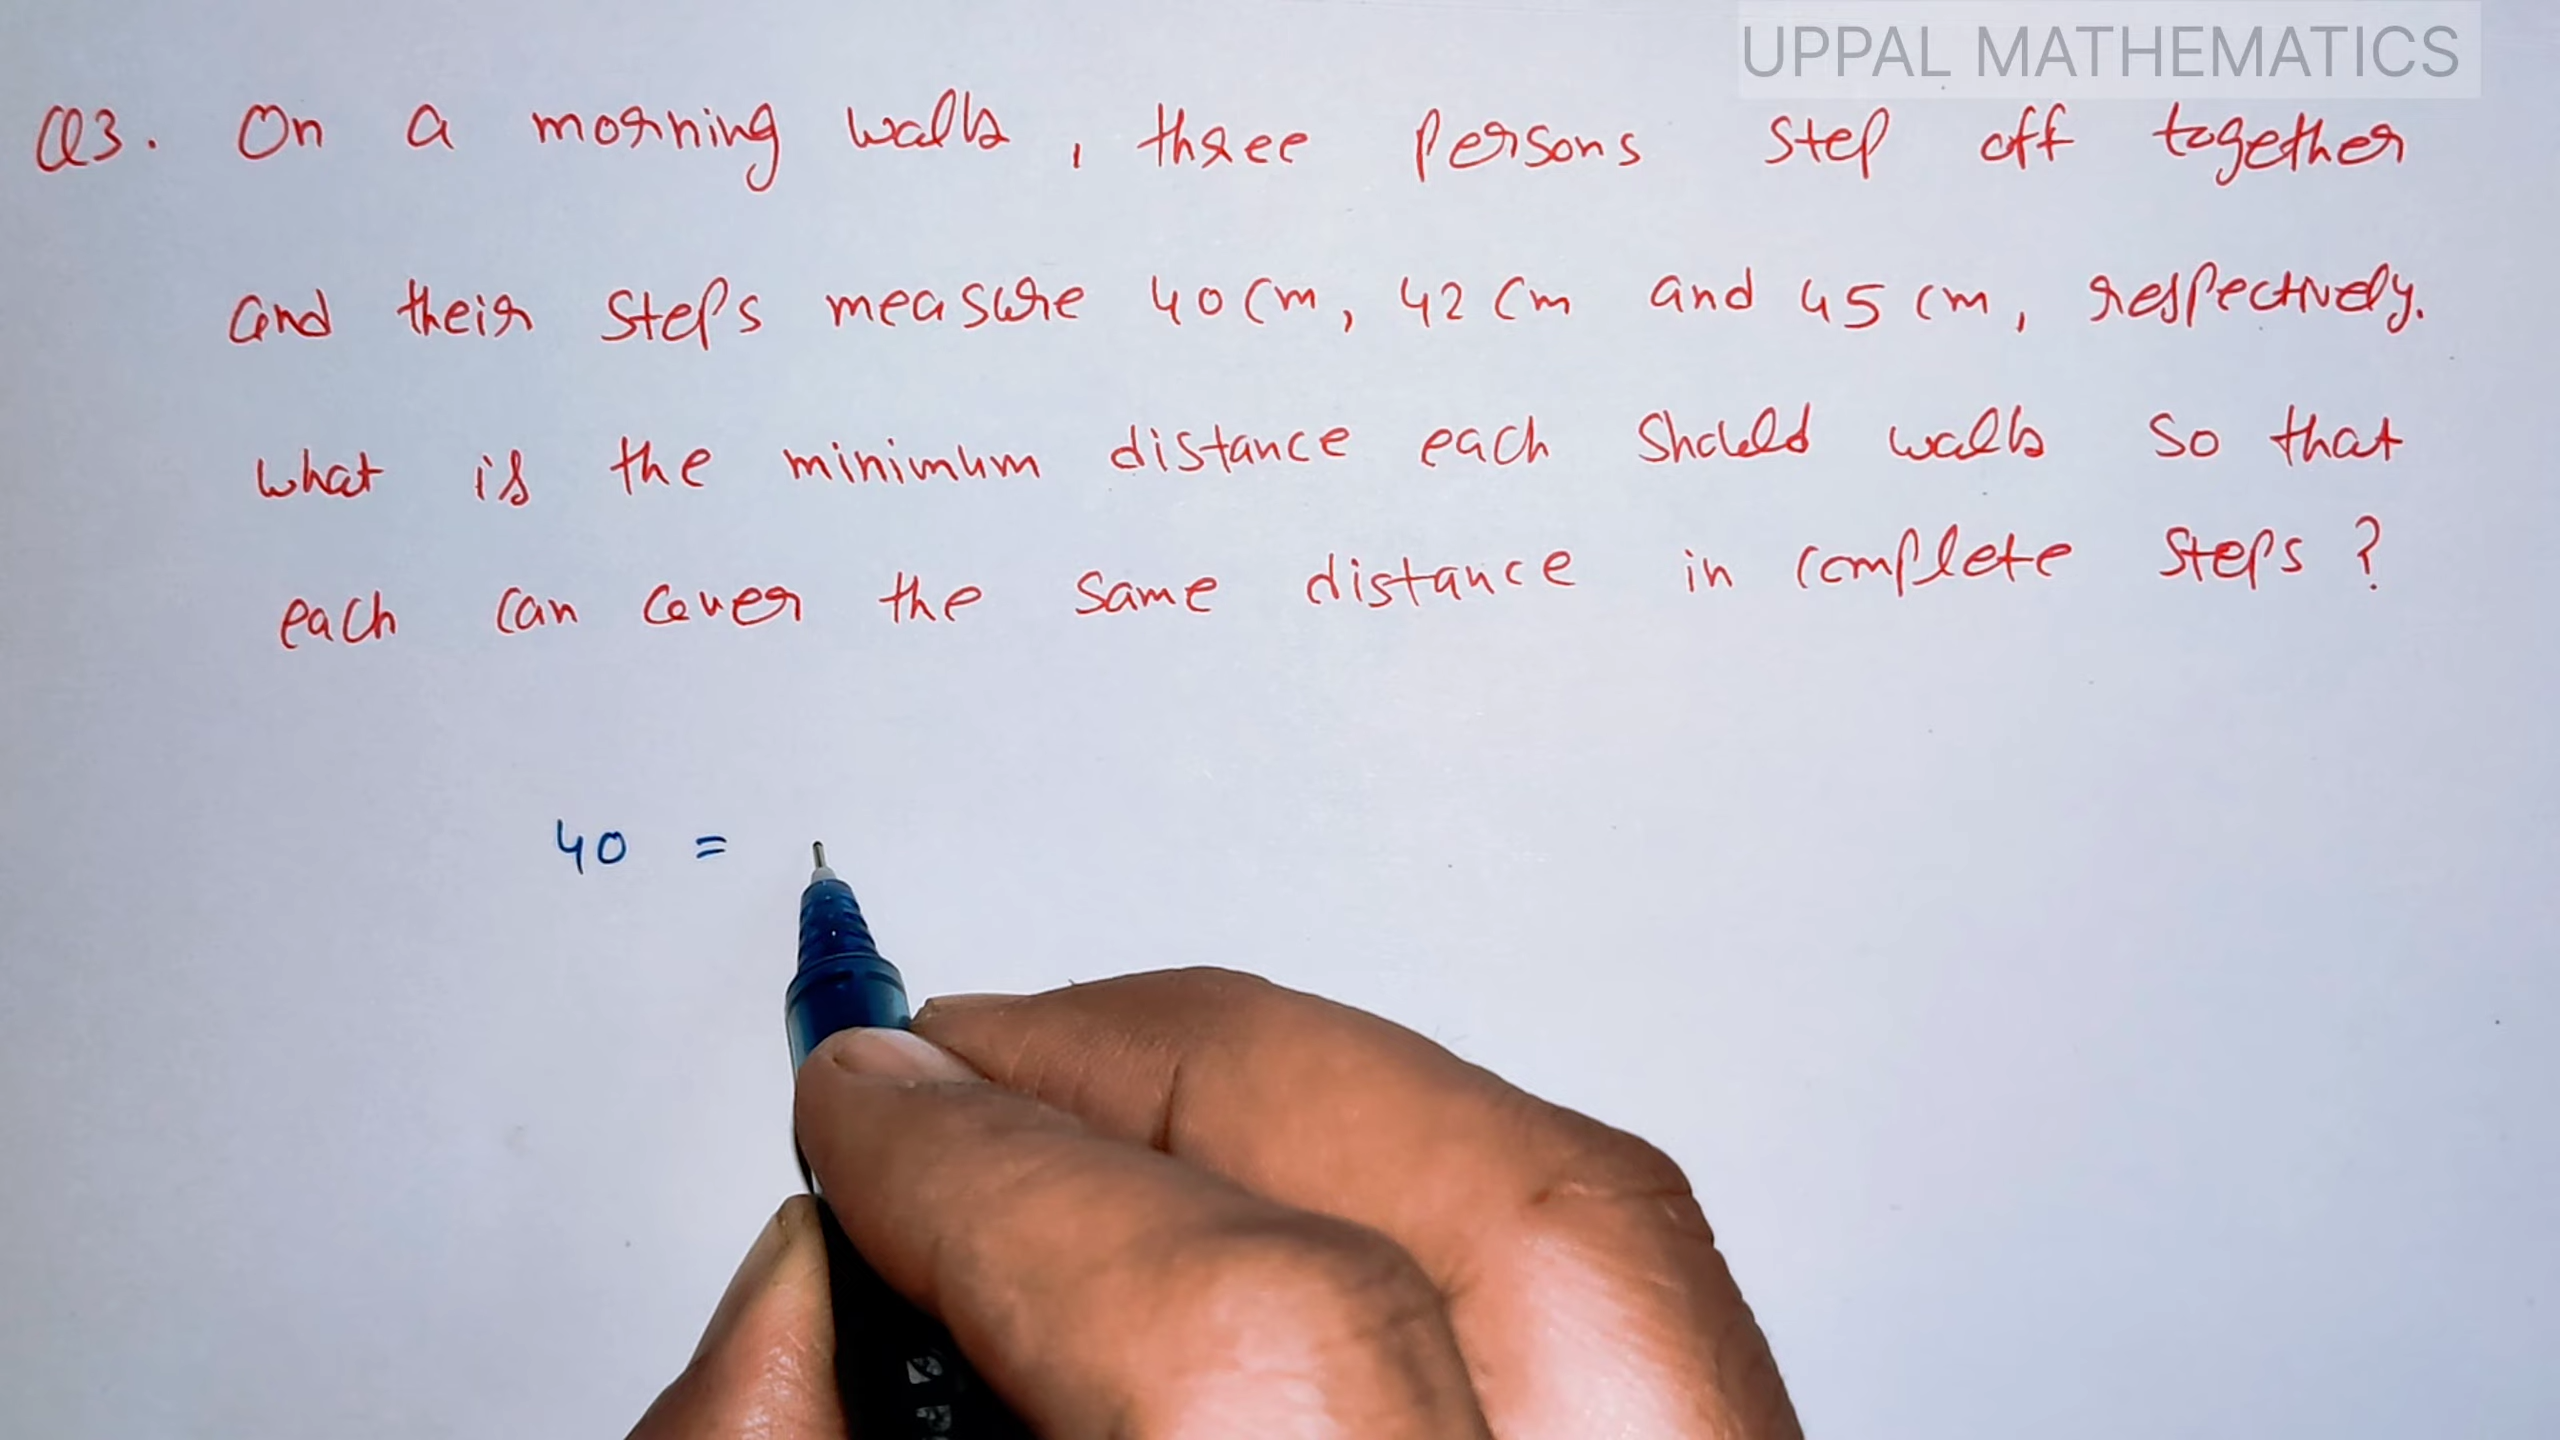 UPPAL MATHEMATICS
Q3. On a morning walk, three Persons step off together
and their steps measure 40 cm, 42 cm and 45 cm, respectively.
what is the minimum distance each should walk so that
each can cover the same distance in complete steps?
40 =